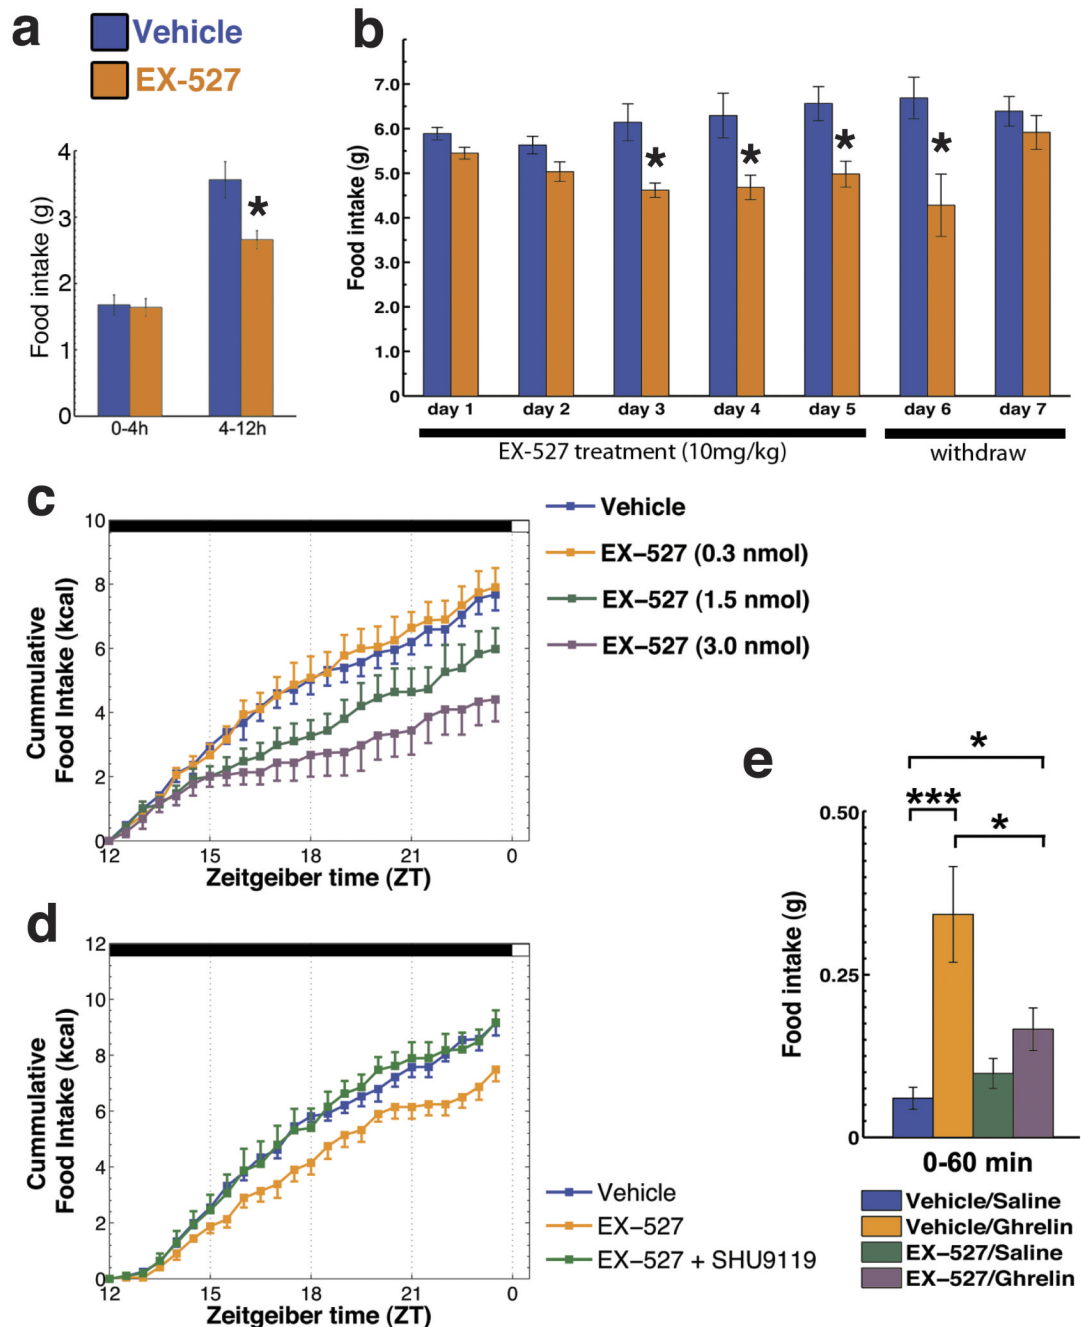 a
Vehicle
EX-527
Food intake (g)
4
3
2
1
0
*
0-4h
4-12h
b
Food intake (g)
7.0
6.0
5.0
4.0
3.0
2.0
1.0
0
* * * *
day 1 day 2 day 3 day 4 day 5 day 6 day 7
EX-527 treatment (10mg/kg)
withdraw
c
Cummulative
Food Intake (kcal)
10
8
6
4
2
0
12 15 18 21 0
Zeitgeiber time (ZT)
Vehicle
EX–527 (0.3 nmol)
EX–527 (1.5 nmol)
EX–527 (3.0 nmol)
d
Cummulative
Food Intake (kcal)
12
10
8
6
4
2
0
12 15 18 21 0
Zeitgeiber time (ZT)
Vehicle
EX–527
EX–527 + SHU9119
e
*
***
*
Food intake (g)
0.50
0.25
0
0-60 min
Vehicle/Saline
Vehicle/Ghrelin
EX-527/Saline
EX-527/Ghrelin